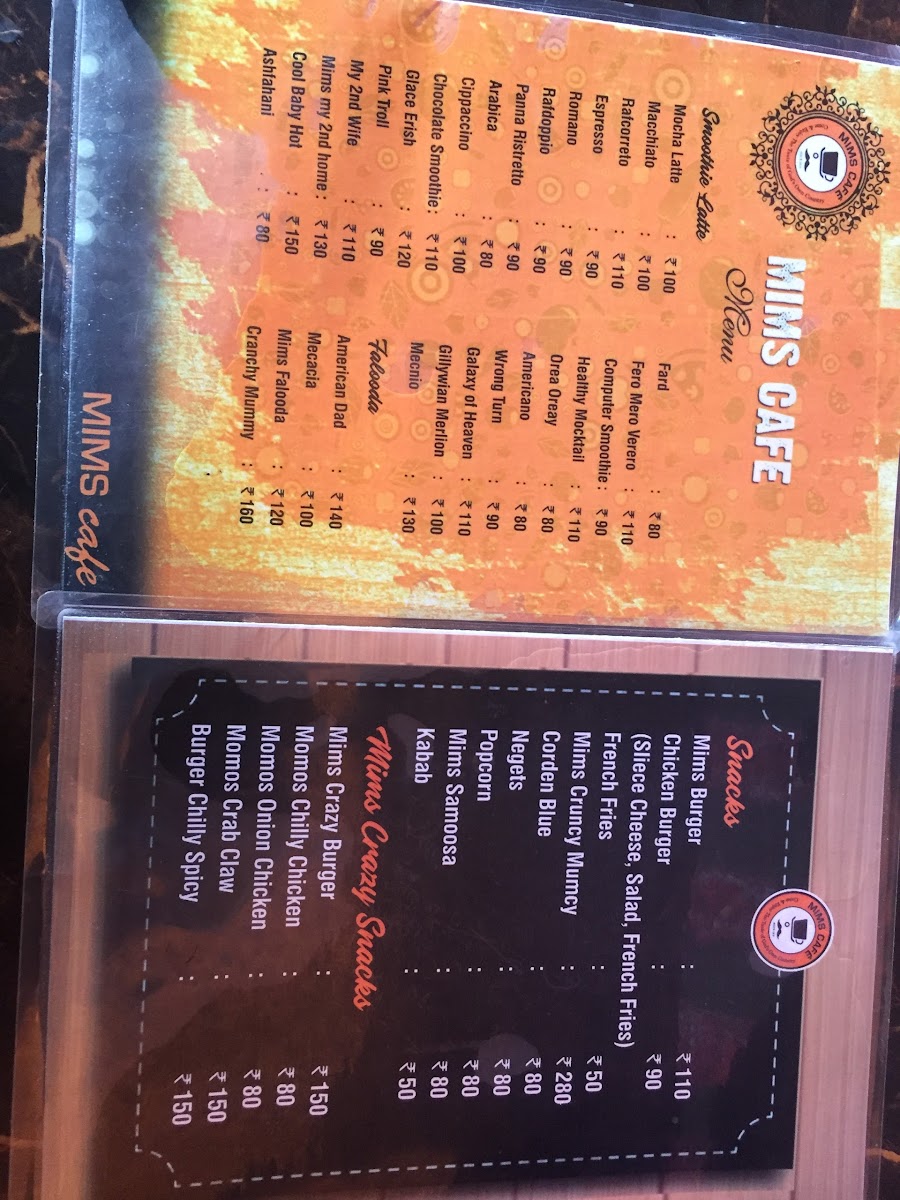 MIMS CAFE
MIMS CAFE
Menu
Smoothie Latte
Mocha Latte : ₹ 100
Macchiato : ₹ 100
Rafcorreto : ₹ 110
Espresso : ₹ 90
Romano : ₹ 90
Rafdoppio : ₹ 90
Panna Ristretto : ₹ 90
Arabica : ₹ 80
Cippaccino : ₹ 100
Chocolate Smoothie : ₹ 110
Glace Erish : ₹ 120
Pink Troll : ₹ 90
My 2nd Wife : ₹ 110
Mims my 2nd home : ₹ 130
Cool Baby Hot : ₹ 150
Ashfahani : ₹ 80
Fard : ₹ 80
Fero Mero Verero : ₹ 110
Computer Smoothie : ₹ 90
Healthy Mocktail : ₹ 110
Orea Oreay : ₹ 80
Americano : ₹ 80
Wrong Turn : ₹ 90
Galaxy of Heaven : ₹ 110
Gillywian Merlion : ₹ 100
Mecnio : ₹ 130
Falooda
American Dad : ₹ 140
Mecacia : ₹ 100
Mims Falooda : ₹ 120
Cranchy Mummy : ₹ 160
MIMS cafe
MIMS CAFE
Snacks
Mims Burger : ₹ 110
Chicken Burger : ₹ 90
(Sliece Cheese, Salad, French Fries)
French Fries : ₹ 50
Mims Cruncy Mumcy : ₹ 280
Corden Blue : ₹ 80
Negets : ₹ 80
Popcorn : ₹ 80
Mims Samoosa : ₹ 80
Kabab : ₹ 50
Mims Crazy Snacks
Mims Crazy Burger : ₹ 150
Momos Chilly Chicken : ₹ 80
Momos Onion Chicken : ₹ 80
Momos Crab Claw : ₹ 150
Burger Chilly Spicy : ₹ 150